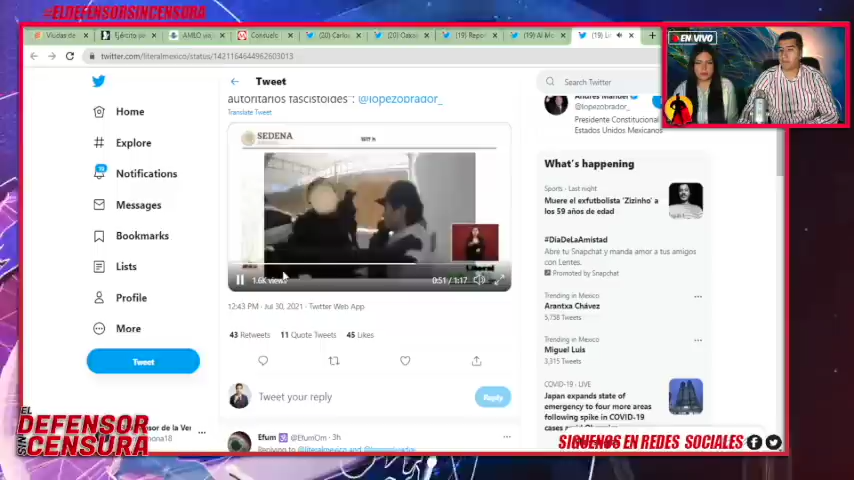 #ELDEFENSORSINCENSURA
twitter.com/literalmexico/status/1421164644962603013
EN VIVO
Tweet
Search Twitter
autoritarios fascistoides". @lopezobrador_
Translate Tweet
Andrés Manuel
@lopezobrador_
Presidente Constitucional
Estados Unidos Mexicanos
Home
Explore
Notifications
Messages
Bookmarks
Lists
Profile
More
Tweet
SEDENA
1.6K views
0:51 / 1:17
12:43 PM · Jul 30, 2021 · Twitter Web App
43 Retweets 11 Quote Tweets 45 Likes
Tweet your reply
Reply
Efum @EfumOm · 3h
What's happening
Sports · Last night
Muere el exfutbolista 'Zizinho' a
los 59 años de edad
#DíaDeLaAmistad
Abre tu Snapchat y manda amor a tus amigos
con Lentes.
Promoted by Snapchat
Trending in Mexico
Arantxa Chávez
5,758 Tweets
Trending in Mexico
Miguel Luis
3,315 Tweets
COVID-19 · LIVE
Japan expands state of
emergency to four more areas
following spike in COVID-19
EL
DEFENSOR
SIN
CENSURA
SIGUENOS EN REDES SOCIALES